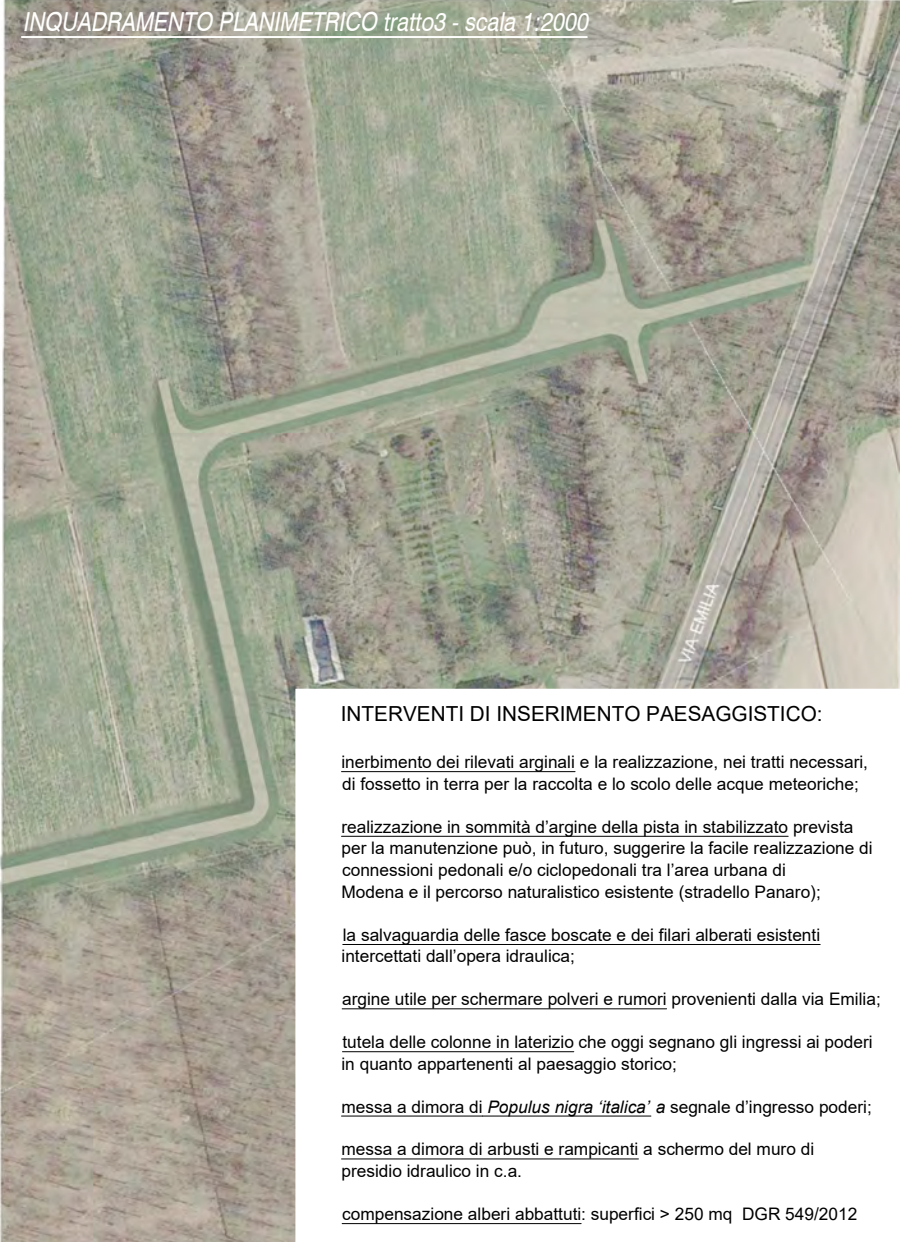 INQUADRAMENTO PLANIMETRICO tratto3 - scala 1:2000
VIA EMILIA
INTERVENTI DI INSERIMENTO PAESAGGISTICO:
inerbimento dei rilevati arginali e la realizzazione, nei tratti necessari,
di fossetto in terra per la raccolta e lo scolo delle acque meteoriche;
realizzazione in sommità d'argine della pista in stabilizzato prevista
per la manutenzione può, in futuro, suggerire la facile realizzazione di
connessioni pedonali e/o ciclopedonali tra l'area urbana di
Modena e il percorso naturalistico esistente (stradello Panaro);
la salvaguardia delle fasce boscate e dei filari alberati esistenti
intercettati dall'opera idraulica;
argine utile per schermare polveri e rumori provenienti dalla via Emilia;
tutela delle colonne in laterizio che oggi segnano gli ingressi ai poderi
in quanto appartenenti al paesaggio storico;
messa a dimora di Populus nigra 'italica' a segnale d'ingresso poderi;
messa a dimora di arbusti e rampicanti a schermo del muro di
presidio idraulico in c.a.
compensazione alberi abbattuti: superfici > 250 mq DGR 549/2012